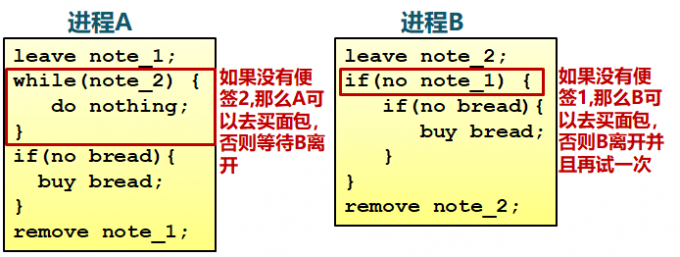 进程A
leave note_1;
while(note_2) {
do nothing;
}
if(no bread){
buy bread;
}
remove note_1;
如果没有便
签2,那么A可
以去买面包,
否则等待B离
开
进程B
leave note_2;
if(no note_1) {
if(no bread){
buy bread;
}
}
remove note_2;
如果没有便
签1,那么B可
以去买面包,
否则B离开并
且再试一次